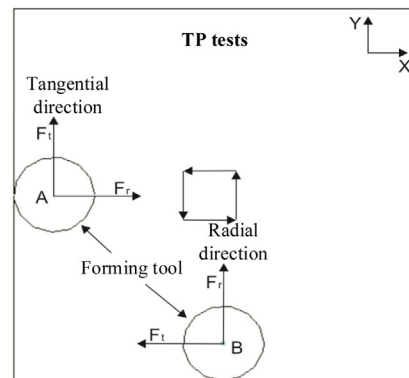 TP tests
Y
X
Tangential
direction
Ft
A
Fr
Radial
direction
Forming tool
Fr
Ft
B